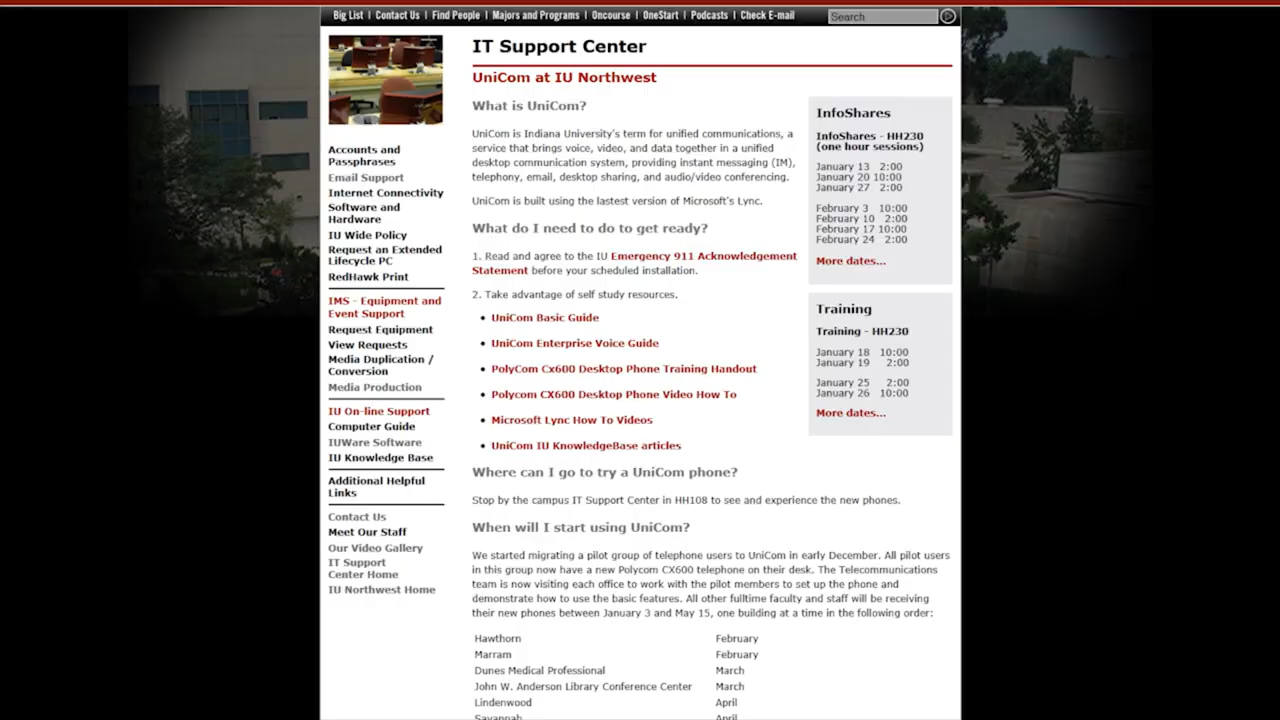 Big List | Contact Us | Find People | Majors and Programs | Oncourse | OneStart | Podcasts | Check E-mail
Search
IT Support Center
UniCom at IU Northwest
Accounts and
Passphrases
Email Support
Internet Connectivity
Software and
Hardware
IU Wide Policy
Request an Extended
Lifecycle PC
RedHawk Print
IMS - Equipment and
Event Support
Request Equipment
View Requests
Media Duplication /
Conversion
Media Production
IU On-line Support
Computer Guide
IUWare Software
IU Knowledge Base
Additional Helpful
Links
Contact Us
Meet Our Staff
Our Video Gallery
IT Support
Center Home
IU Northwest Home
What is UniCom?
UniCom is Indiana University's term for unified communications, a
service that brings voice, video, and data together in a unified
desktop communication system, providing instant messaging (IM),
telephony, email, desktop sharing, and audio/video conferencing.
UniCom is built using the lastest version of Microsoft's Lync.
What do I need to do to get ready?
1. Read and agree to the IU Emergency 911 Acknowledgement
Statement before your scheduled installation.
2. Take advantage of self study resources.
• UniCom Basic Guide
• UniCom Enterprise Voice Guide
• PolyCom Cx600 Desktop Phone Training Handout
• Polycom CX600 Desktop Phone Video How To
• Microsoft Lync How To Videos
• UniCom IU KnowledgeBase articles
InfoShares
InfoShares - HH230
(one hour sessions)
January 13 2:00
January 20 10:00
January 27 2:00
February 3 10:00
February 10 2:00
February 17 10:00
February 24 2:00
More dates...
Training
Training - HH230
January 18 10:00
January 19 2:00
January 25 2:00
January 26 10:00
More dates...
Where can I go to try a UniCom phone?
Stop by the campus IT Support Center in HH108 to see and experience the new phones.
When will I start using UniCom?
We started migrating a pilot group of telephone users to UniCom in early December. All pilot users
in this group now have a new Polycom CX600 telephone on their desk. The Telecommunications
team is now visiting each office to work with the pilot members to set up the phone and
demonstrate how to use the basic features. All other fulltime faculty and staff will be receiving
their new phones between January 3 and May 15, one building at a time in the following order:
Hawthorn February
Marram February
Dunes Medical Professional March
John W. Anderson Library Conference Center March
Lindenwood April
Savannah April